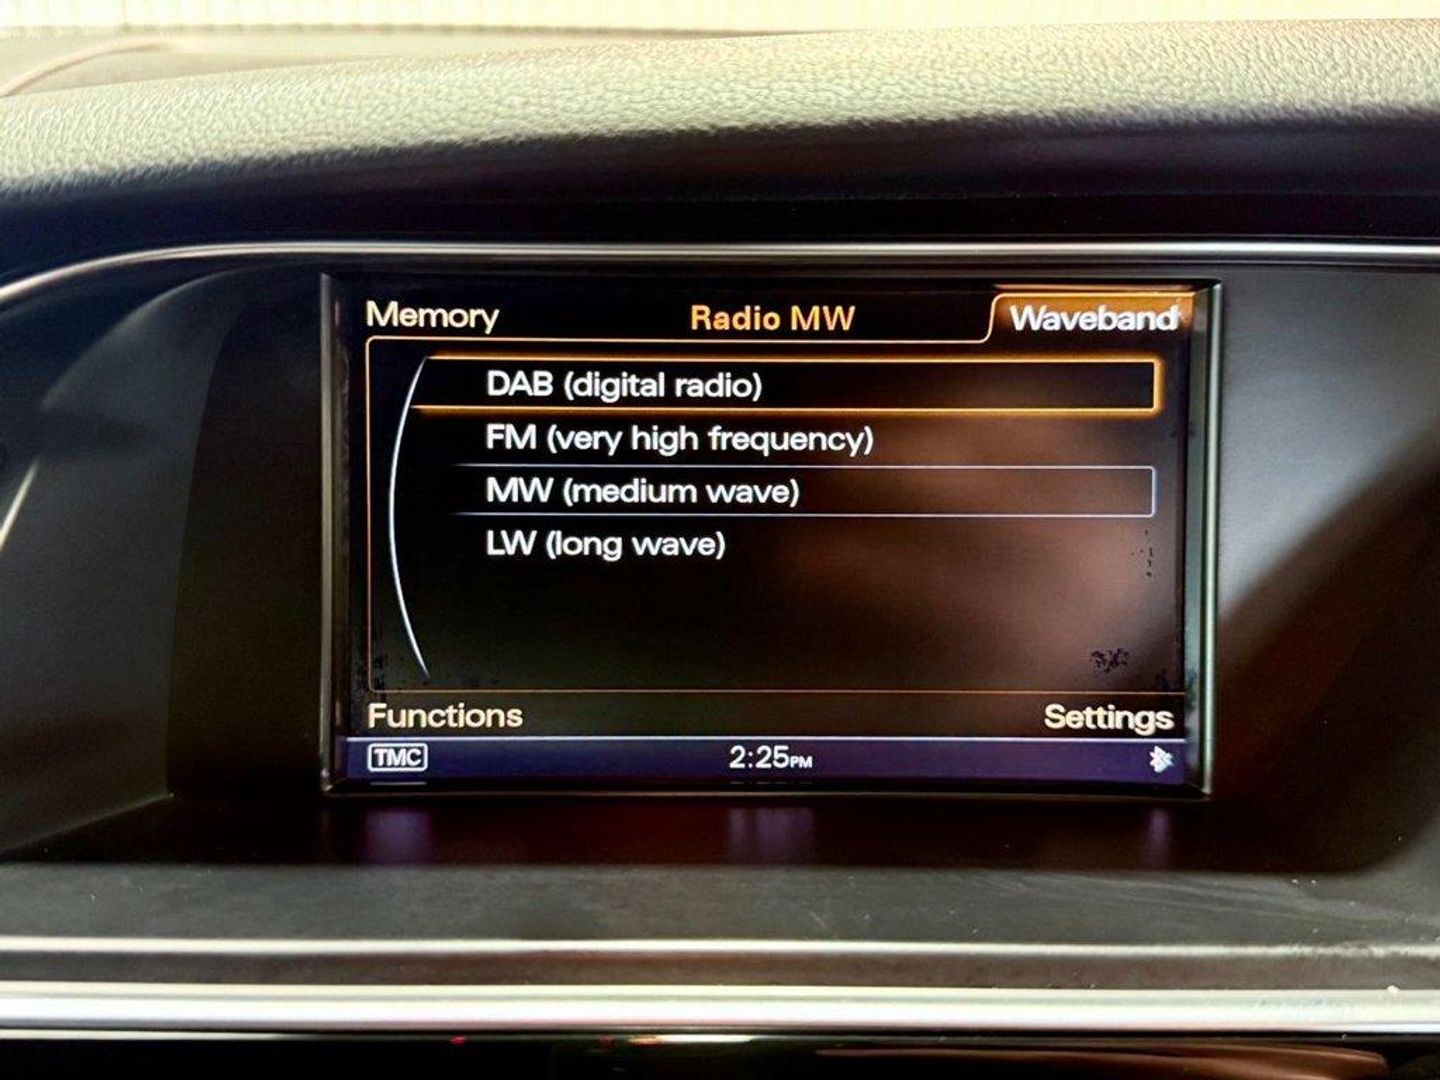 Memory Radio MW Waveband
DAB (digital radio)
FM (very high frequency)
MW (medium wave)
LW (long wave)
Functions Settings
TMC 2:25PM